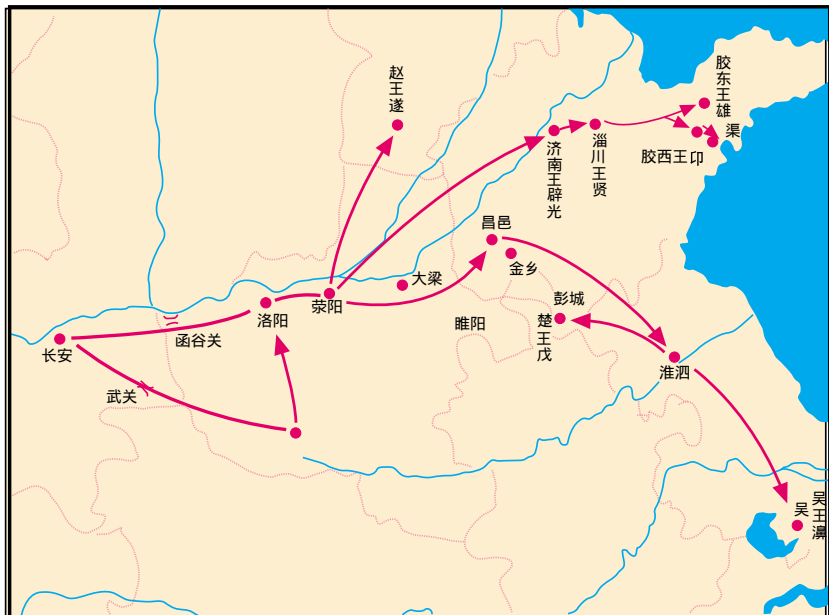 赵王遂
胶东王雄
渠
胶西王卬
济南王辟光
淄川王贤
昌邑
金乡
大梁
荥阳
洛阳
函谷关
长安
武关
睢阳
彭城
楚王戊
淮泗
吴
吴王濞